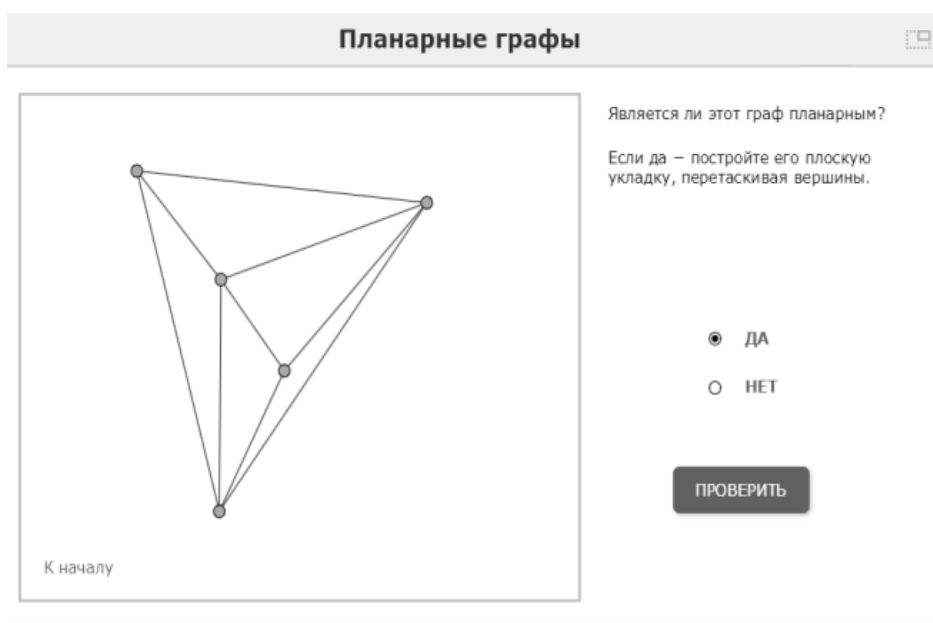 Планарные графы
Является ли этот граф планарным?
Если да – постройте его плоскую
укладку, перетаскивая вершины.
ДА
НЕТ
ПРОВЕРИТЬ
К началу